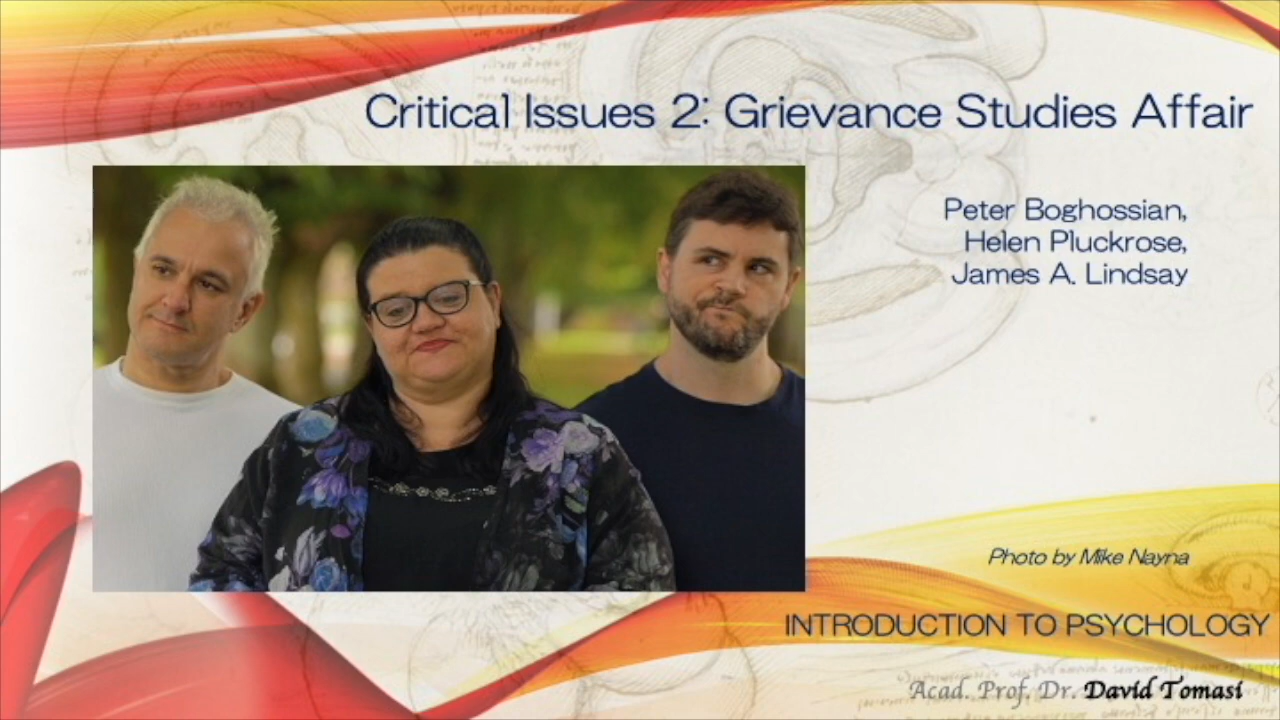 Critical Issues 2: Grievance Studies Affair
Peter Boghossian,
Helen Pluckrose,
James A. Lindsay
Photo by Mike Nayna
INTRODUCTION TO PSYCHOLOGY
Acad. Prof. Dr. David Tomasi